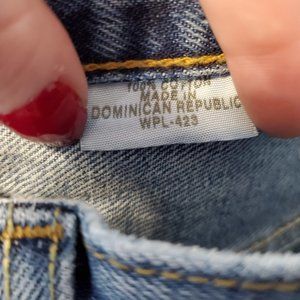 100% COTTON
MADE IN
DOMINICAN REPUBLIC
WPL-423